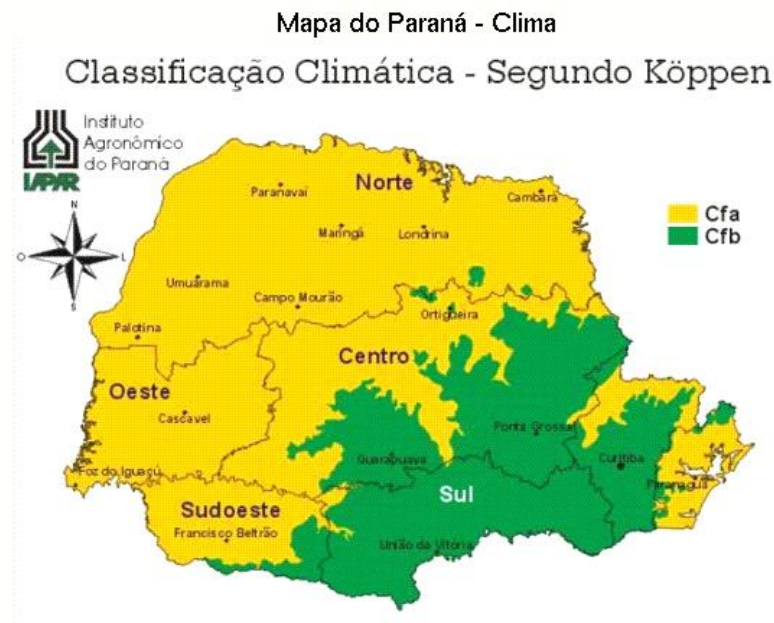 Mapa do Paraná - Clima
Classificação Climática - Segundo Köppen
Instituto
Agronômico
do Paraná
IAPAR
N
O
L
S
Norte
Paranavaí
Cambará
Maringá
Londrina
Cfa
Cfb
Umuarama
Campo Mourão
Ortigueira
Palotina
Centro
Oeste
Cascavel
Ponta Grossa
Guarapuava
Curitiba
Foz do Iguaçú
Paranaguá
Sul
Sudoeste
Francisco Beltrão
União da Vitória